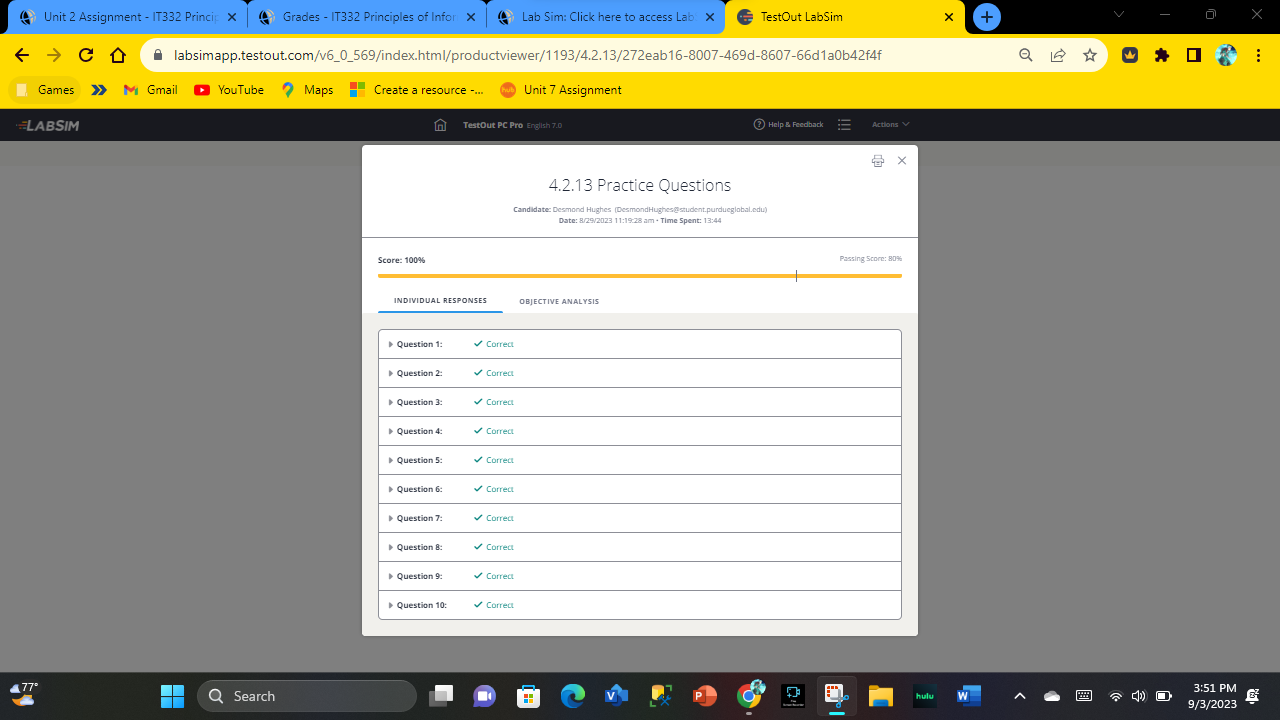 Unit 2 Assignment - IT332 Princip
Grades - IT332 Principles of Infor
Lab Sim: Click here to access Lab
TestOut LabSim
labsimapp.testout.com/v6_0_569/index.html/productviewer/1193/4.2.13/272eab16-8007-469d-8607-66d1a0b42f4f
Games
Gmail
YouTube
Maps
Create a resource -...
hub Unit 7 Assignment
LABSIM
TestOut PC Pro English 7.0
? Help & Feedback
Actions
4.2.13 Practice Questions
Candidate: Desmond Hughes (DesmondHughes@student.purdueglobal.edu)
Date: 8/29/2023 11:19:28 am • Time Spent: 13:44
Score: 100%
Passing Score: 80%
INDIVIDUAL RESPONSES
OBJECTIVE ANALYSIS
Question 1: Correct
Question 2: Correct
Question 3: Correct
Question 4: Correct
Question 5: Correct
Question 6: Correct
Question 7: Correct
Question 8: Correct
Question 9: Correct
Question 10: Correct
77°
Search
hulu
3:51 PM
9/3/2023